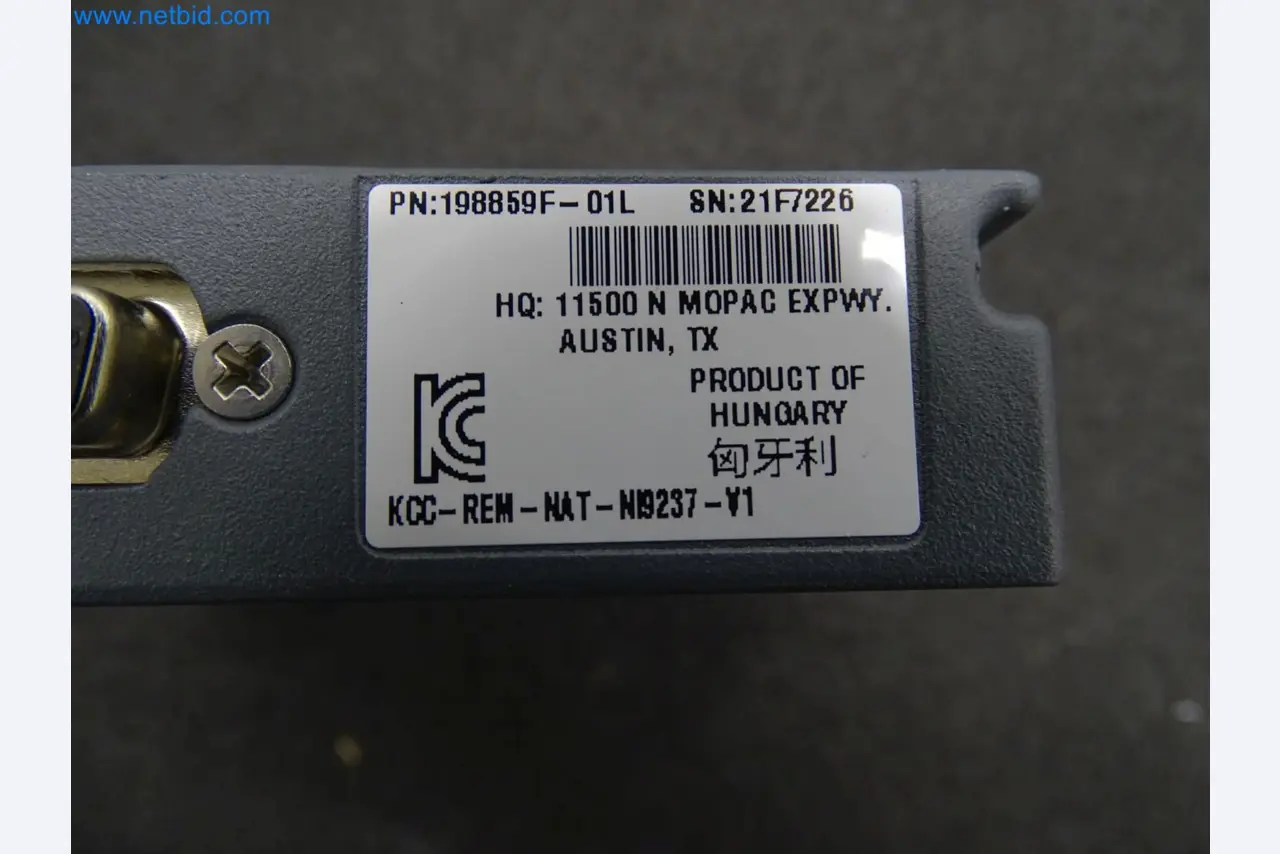 www.netbid.com
PN:198859F-01L SN:21F7226
HQ: 11500 N MOPAC EXPWY.
AUSTIN, TX
PRODUCT OF
HUNGARY
匈牙利
KC
KCC-REM-NAT-NI9237-V1